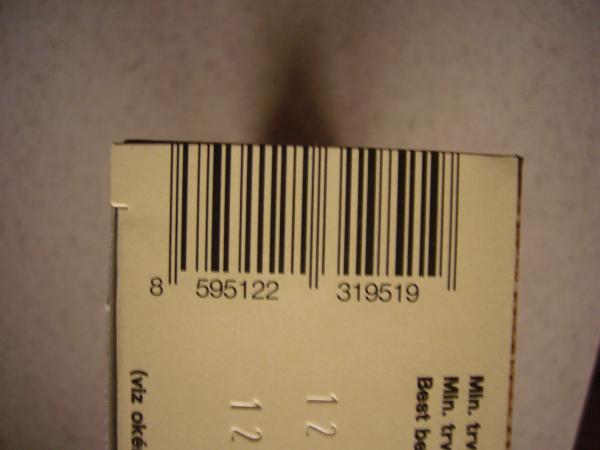 8 595122 319519
Min. trv
Min. trv
Best be
12
12
(viz oké